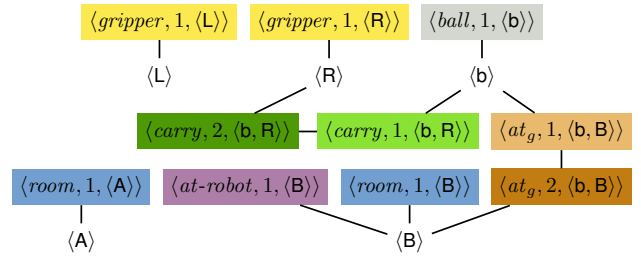 ⟨gripper, 1, ⟨L⟩⟩ ⟨gripper, 1, ⟨R⟩⟩ ⟨ball, 1, ⟨b⟩⟩
⟨L⟩ ⟨R⟩ ⟨b⟩
⟨carry, 2, ⟨b, R⟩⟩ ⟨carry, 1, ⟨b, R⟩⟩ ⟨at_g, 1, ⟨b, B⟩⟩
⟨room, 1, ⟨A⟩⟩ ⟨at-robot, 1, ⟨B⟩⟩ ⟨room, 1, ⟨B⟩⟩ ⟨at_g, 2, ⟨b, B⟩⟩
⟨A⟩ ⟨B⟩